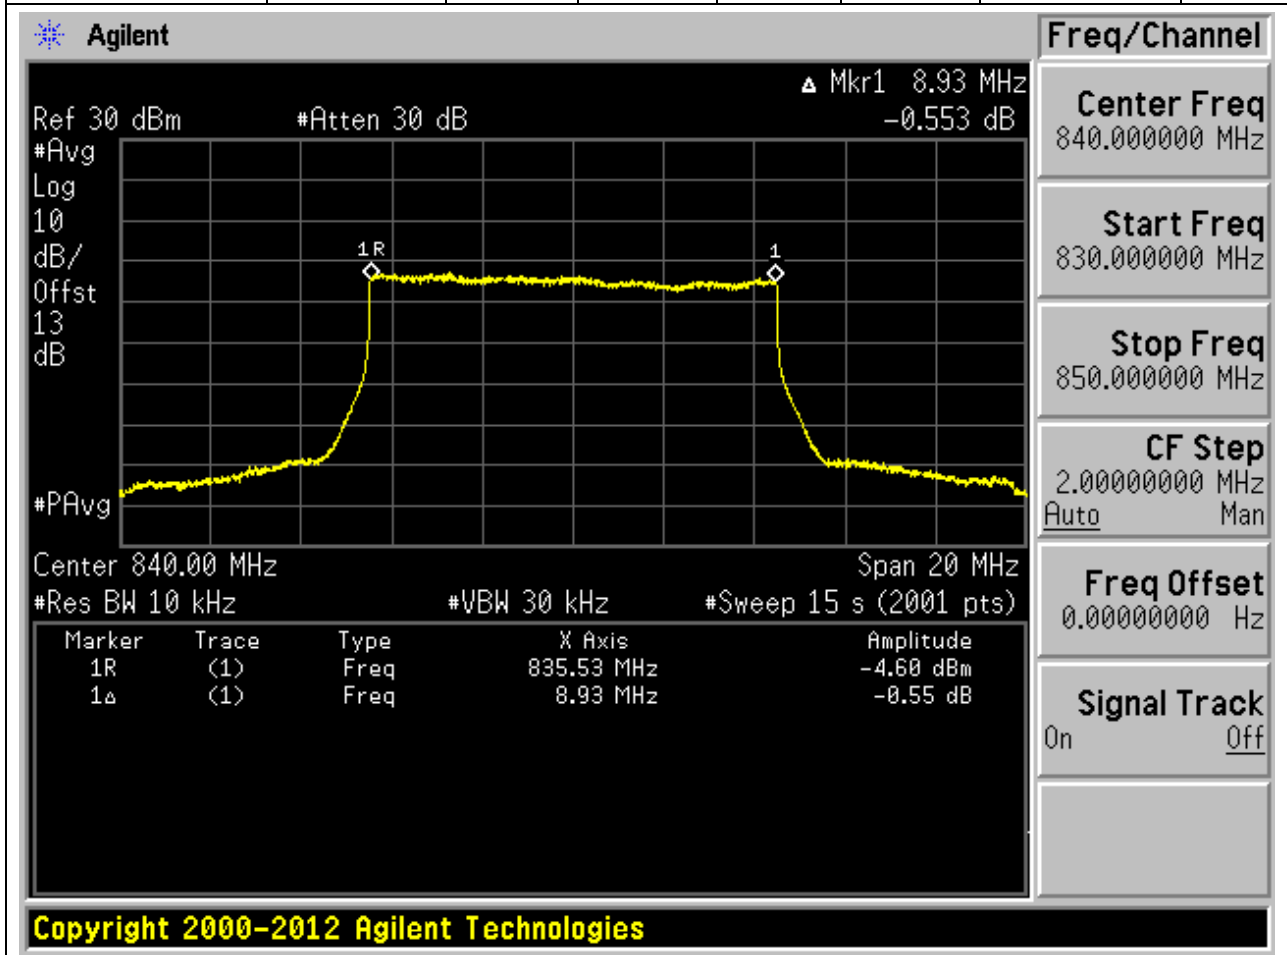 Agilent
Freq/Channel
▵ Mkr1 8.93 MHz
Ref 30 dBm #Atten 30 dB −0.553 dB
#Avg
Log
10
dB/
Offst
13
dB
#PAvg
1R
1
Center 840.00 MHz Span 20 MHz
#Res BW 10 kHz #VBW 30 kHz #Sweep 15 s (2001 pts)
Marker Trace Type X Axis Amplitude
1R (1) Freq 835.53 MHz −4.60 dBm
1▵ (1) Freq 8.93 MHz −0.55 dB
Center Freq
840.000000 MHz
Start Freq
830.000000 MHz
Stop Freq
850.000000 MHz
CF Step
2.00000000 MHz
Auto Man
Freq Offset
0.00000000 Hz
Signal Track
On Off
Copyright 2000–2012 Agilent Technologies